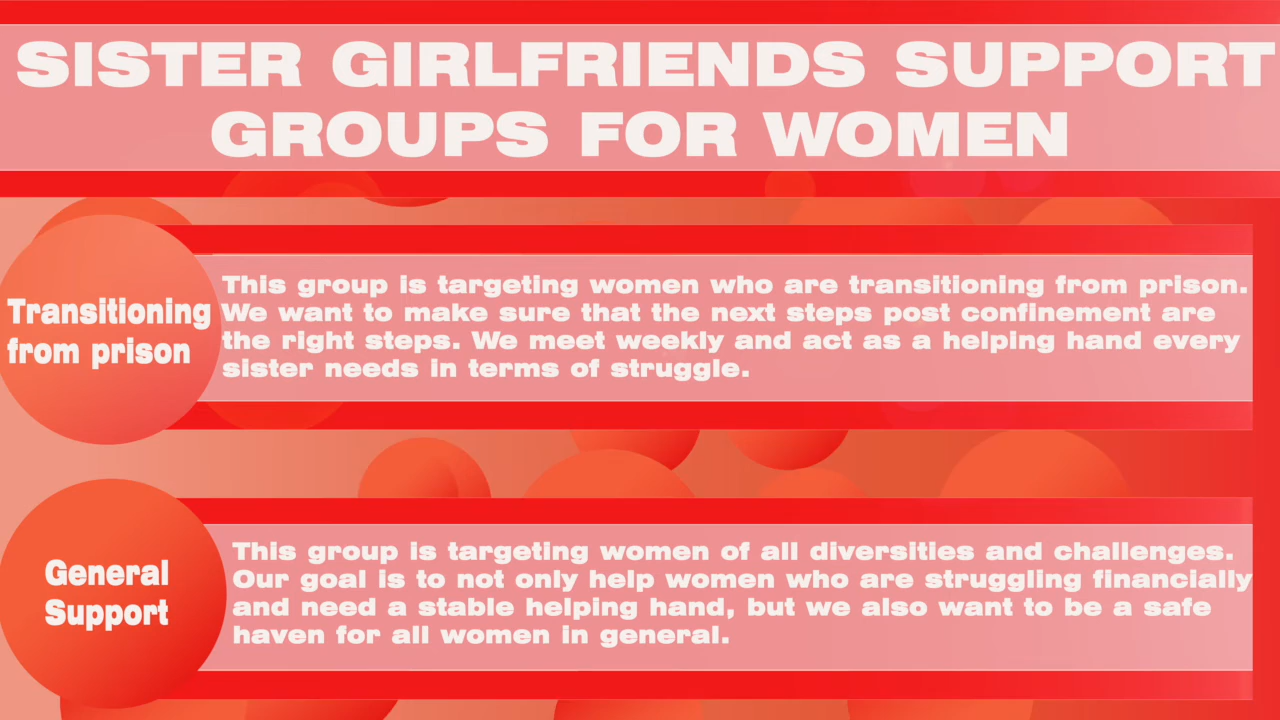 SISTER GIRLFRIENDS SUPPORT
GROUPS FOR WOMEN
Transitioning
from prison
This group is targeting women who are transitioning from prison.
We want to make sure that the next steps post confinement are
the right steps. We meet weekly and act as a helping hand every
sister needs in terms of struggle.
General
Support
This group is targeting women of all diversities and challenges.
Our goal is to not only help women who are struggling financially
and need a stable helping hand, but we also want to be a safe
haven for all women in general.